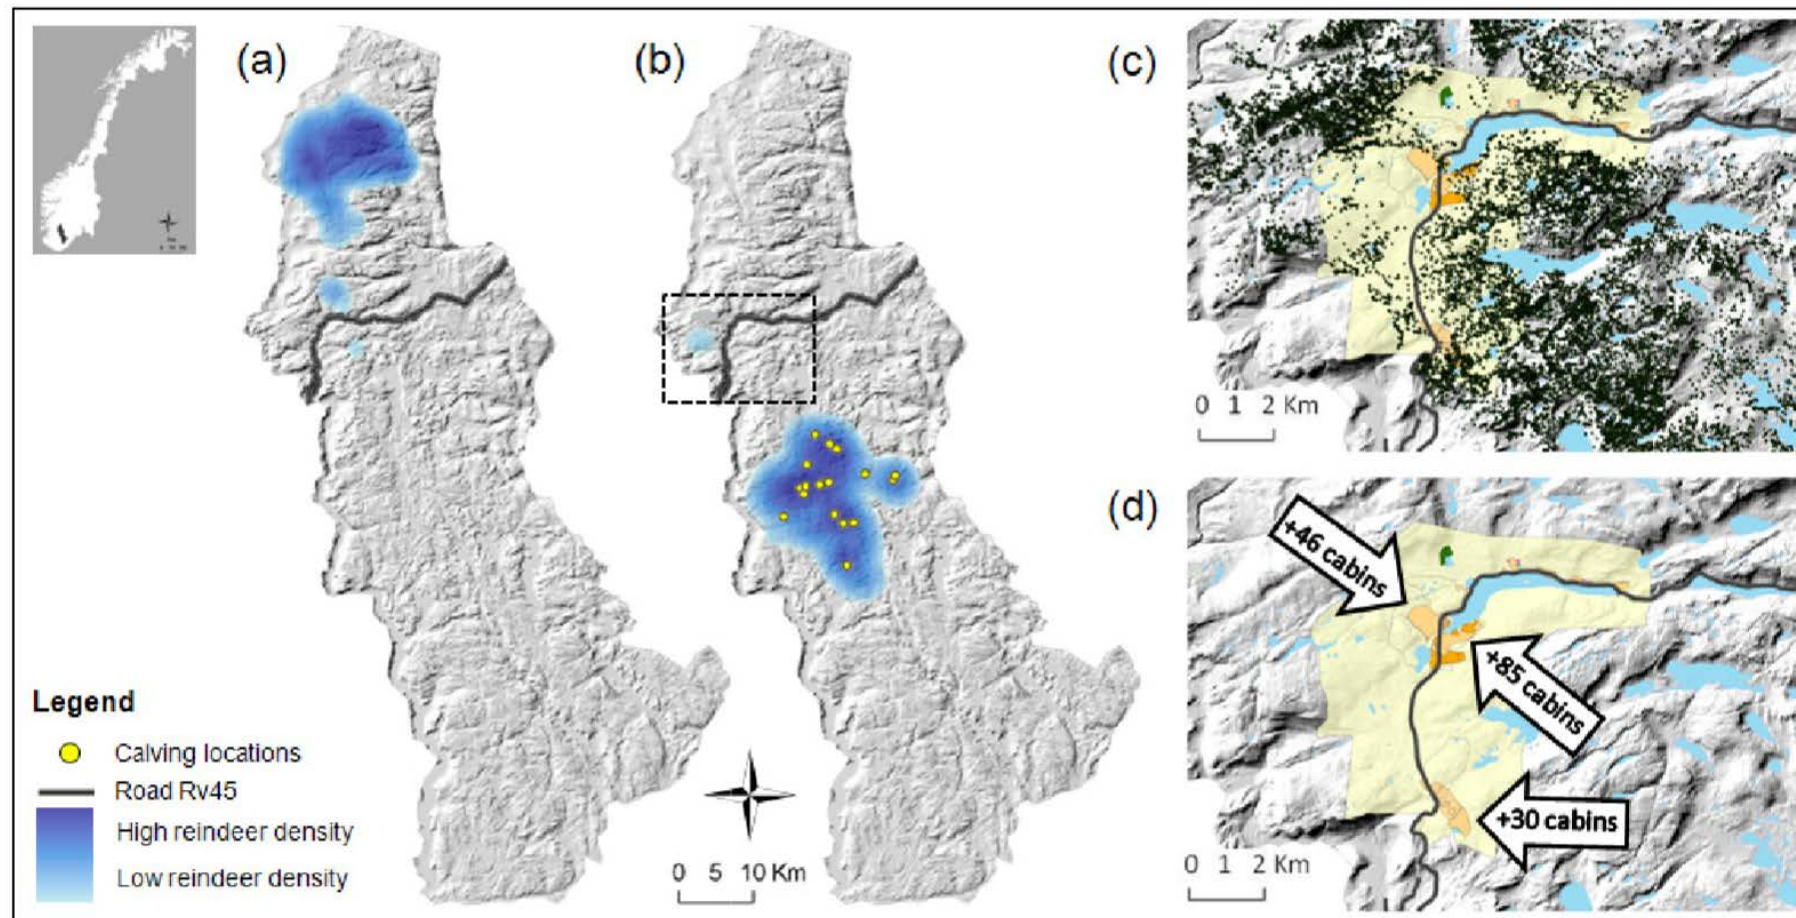 (a)
(b)
(c)
0 1 2 Km
(d)
+46 cabins
+85 cabins
+30 cabins
0 1 2 Km
Legend
Calving locations
Road Rv45
High reindeer density
Low reindeer density
0 5 10 Km